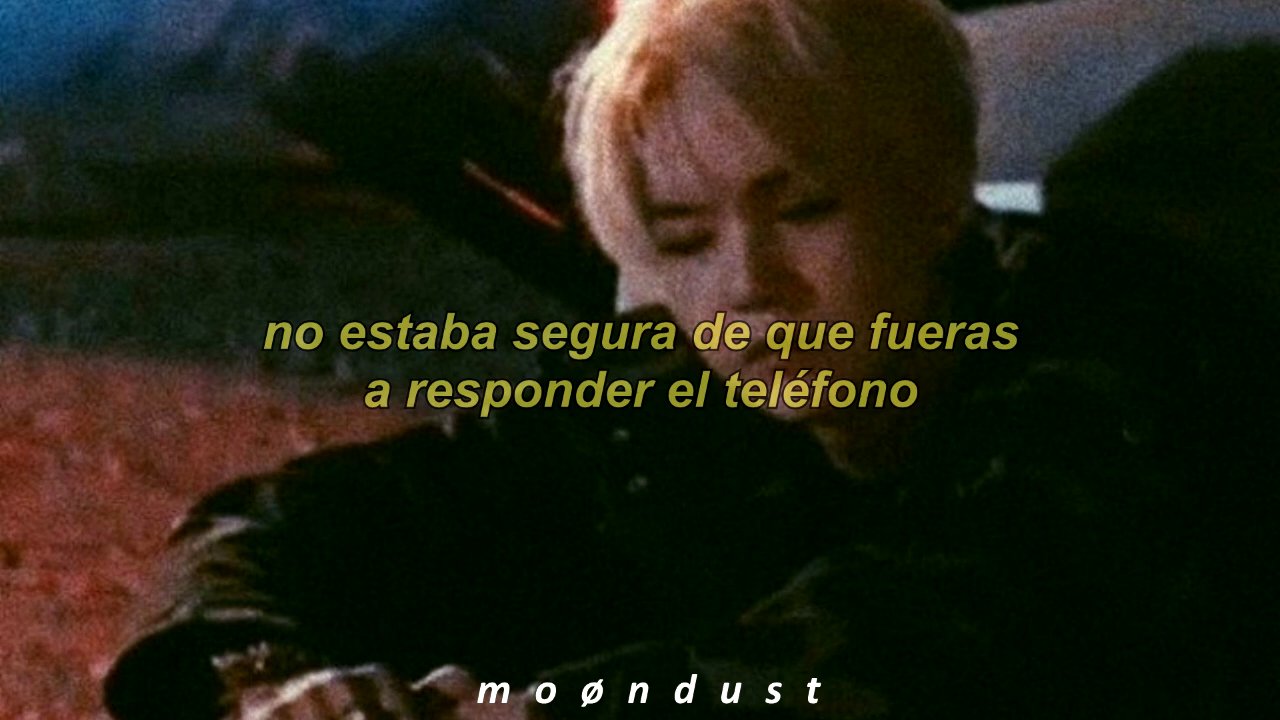 no estaba segura de que fueras
a responder el teléfono
m o ø n d u s t